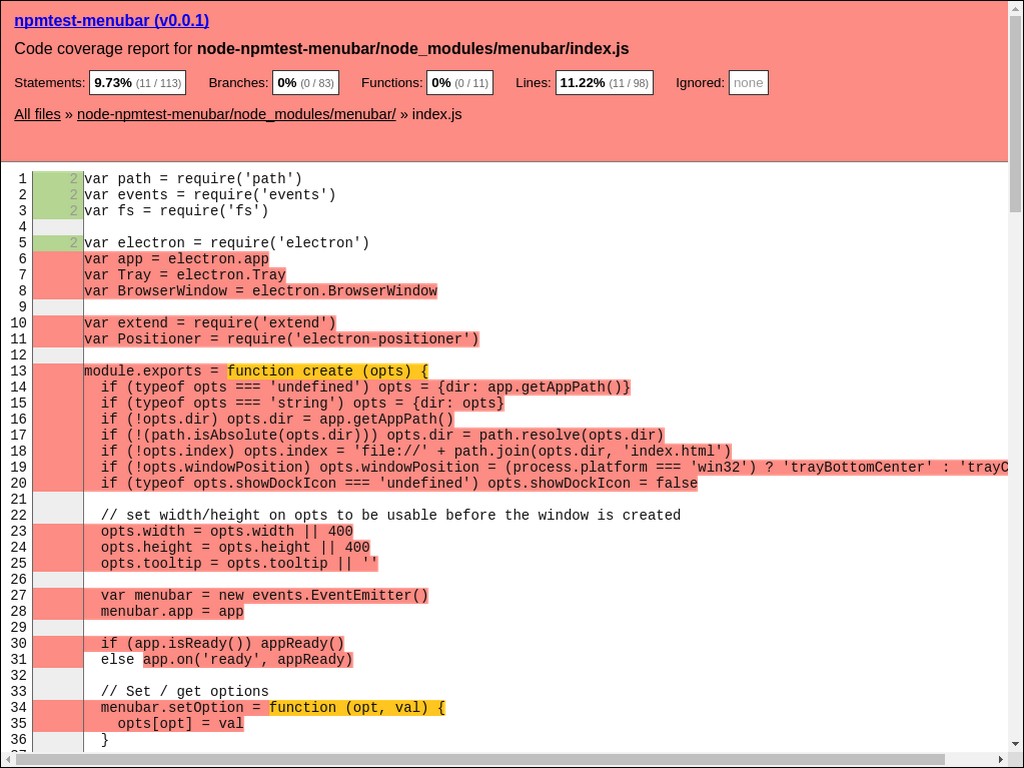 npmtest-menubar (v0.0.1)
Code coverage report for node-npmtest-menubar/node_modules/menubar/index.js
Statements: 9.73% (11 / 113) Branches: 0% (0 / 83) Functions: 0% (0 / 11) Lines: 11.22% (11 / 98) Ignored: none
All files » node-npmtest-menubar/node_modules/menubar/ » index.js
1 2 var path = require('path')
2 2 var events = require('events')
3 2 var fs = require('fs')
4
5 2 var electron = require('electron')
6 var app = electron.app
7 var Tray = electron.Tray
8 var BrowserWindow = electron.BrowserWindow
9
10 var extend = require('extend')
11 var Positioner = require('electron-positioner')
12
13 module.exports = function create (opts) {
14   if (typeof opts === 'undefined') opts = {dir: app.getAppPath()}
15   if (typeof opts === 'string') opts = {dir: opts}
16   if (!opts.dir) opts.dir = app.getAppPath()
17   if (!(path.isAbsolute(opts.dir))) opts.dir = path.resolve(opts.dir)
18   if (!opts.index) opts.index = 'file://' + path.join(opts.dir, 'index.html')
19   if (!opts.windowPosition) opts.windowPosition = (process.platform === 'win32') ? 'trayBottomCenter' : 'trayC
20   if (typeof opts.showDockIcon === 'undefined') opts.showDockIcon = false
21
22   // set width/height on opts to be usable before the window is created
23   opts.width = opts.width || 400
24   opts.height = opts.height || 400
25   opts.tooltip = opts.tooltip || ''
26
27   var menubar = new events.EventEmitter()
28   menubar.app = app
29
30   if (app.isReady()) appReady()
31   else app.on('ready', appReady)
32
33   // Set / get options
34   menubar.setOption = function (opt, val) {
35     opts[opt] = val
36   }